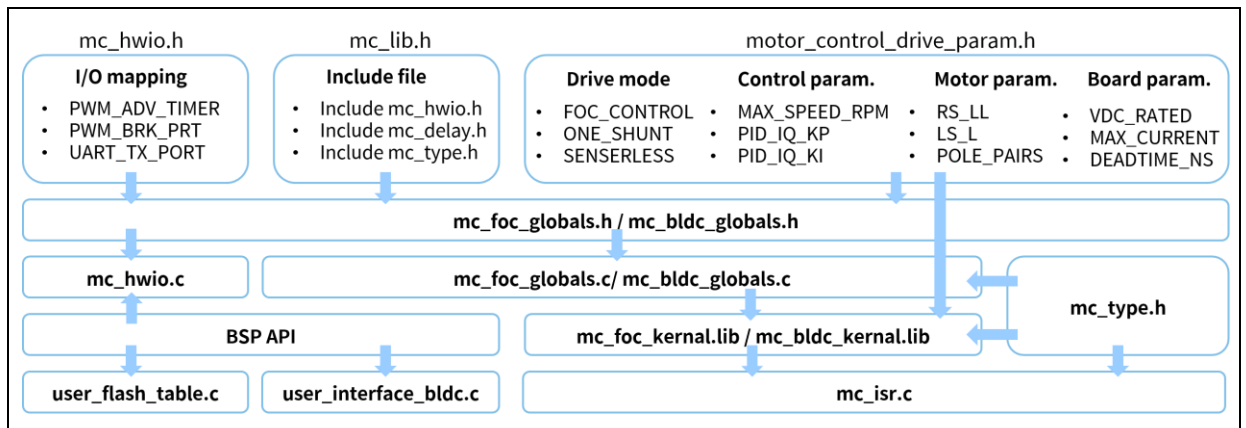 mc_hwio.h
mc_lib.h
motor_control_drive_param.h
I/O mapping
• PWM_ADV_TIMER
• PWM_BRK_PRT
• UART_TX_PORT
Include file
• Include mc_hwio.h
• Include mc_delay.h
• Include mc_type.h
Drive mode
• FOC_CONTROL
• ONE_SHUNT
• SENSERLESS
Control param.
• MAX_SPEED_RPM
• PID_IQ_KP
• PID_IQ_KI
Motor param.
• RS_LL
• LS_L
• POLE_PAIRS
Board param.
• VDC_RATED
• MAX_CURRENT
• DEADTIME_NS
mc_foc_globals.h / mc_bldc_globals.h
mc_hwio.c
mc_foc_globals.c/ mc_bldc_globals.c
mc_type.h
BSP API
mc_foc_kernal.lib / mc_bldc_kernal.lib
user_flash_table.c
user_interface_bldc.c
mc_isr.c